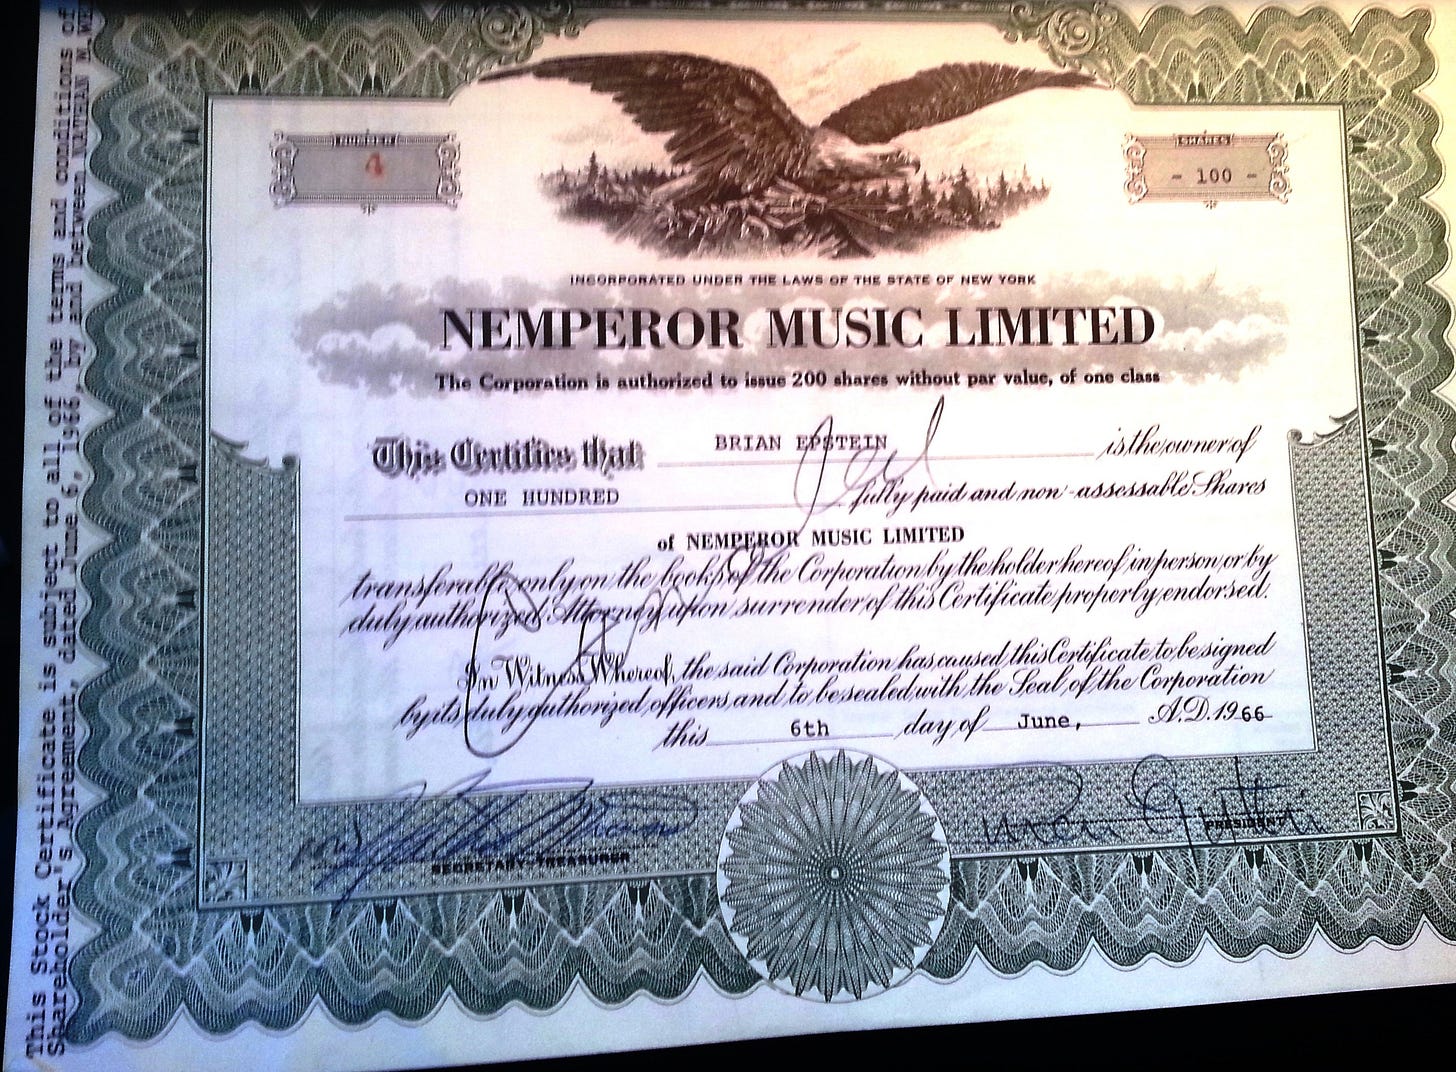 NUMBER
4
SHARES
- 100 -
INCORPORATED UNDER THE LAWS OF THE STATE OF NEW YORK
NEMPEROR MUSIC LIMITED
The Corporation is authorized to issue 200 shares without par value, of one class
This Certifies that BRIAN EPSTEIN is the owner of
ONE HUNDRED fully paid and non-assessable Shares
of NEMPEROR MUSIC LIMITED
transferable only on the books of the Corporation by the holder hereof in person or by
duly authorized Attorney upon surrender of this Certificate properly endorsed.
In Witness Whereof, the said Corporation has caused this Certificate to be signed
by its duly authorized officers and to be sealed with the Seal of the Corporation
this 6th day of June, A.D. 1966
SECRETARY-TREASURER
PRESIDENT
This Stock Certificate is subject to all of the terms and conditions of
Shareholder's Agreement, dated June 6, 1966, by and between NATHAN M.